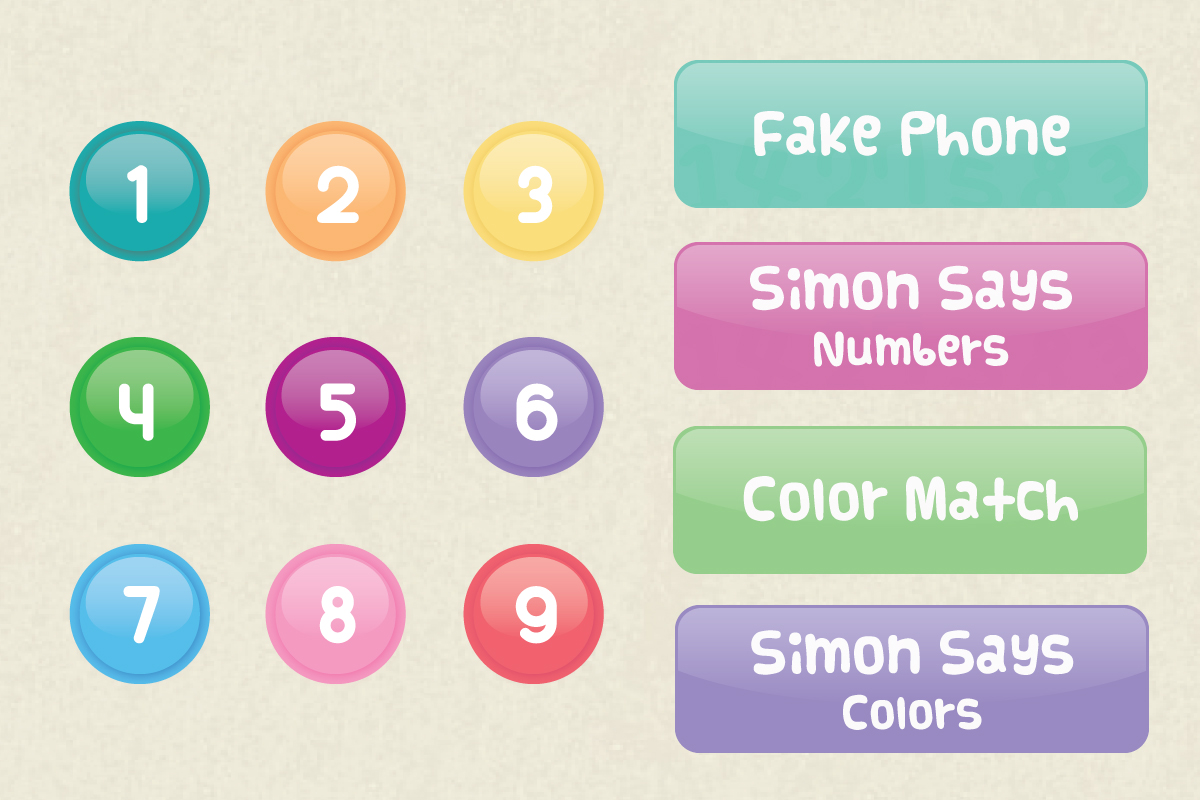 1 2 3
4 5 6
7 8 9
Fake Phone
Simon Says
Numbers
Color Match
Simon Says
Colors